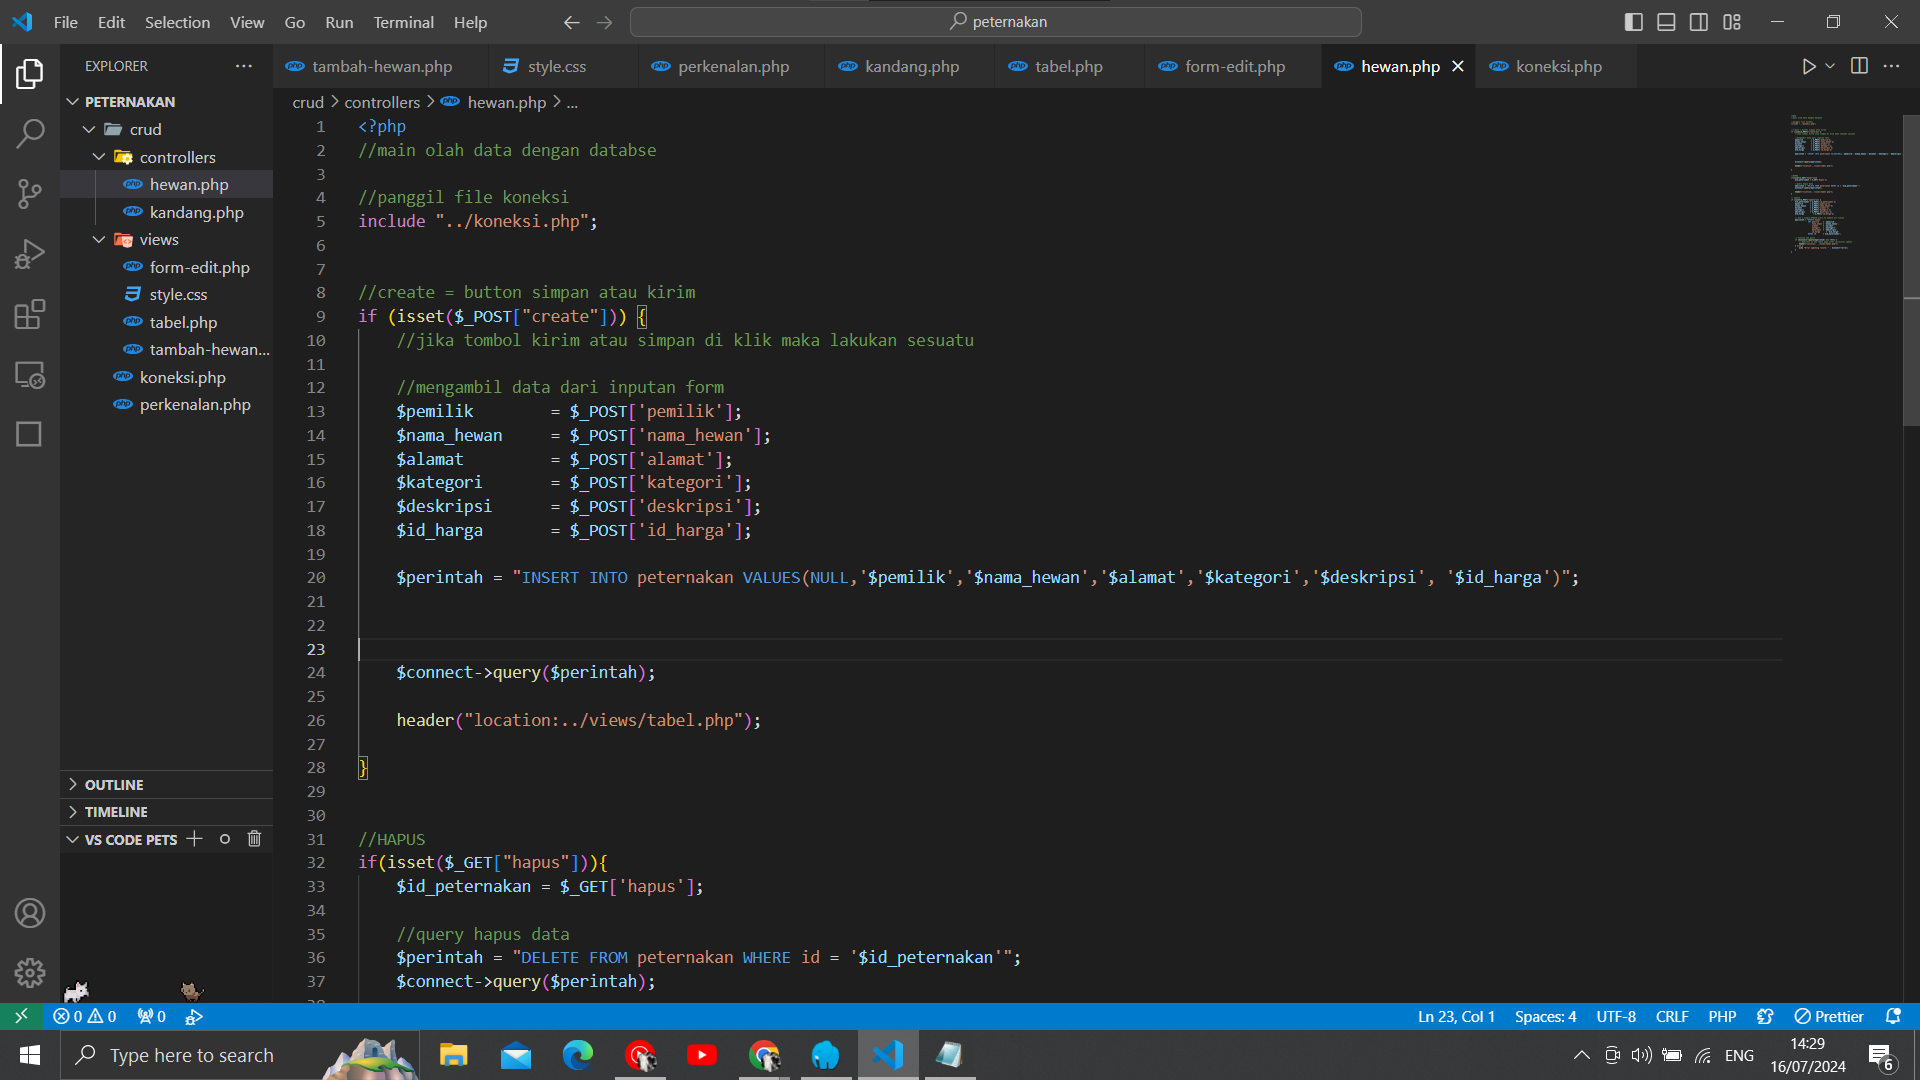 File Edit Selection View Go Run Terminal Help
peternakan
EXPLORER
PETERNAKAN
crud
controllers
hewan.php
kandang.php
views
form-edit.php
style.css
tabel.php
tambah-hewan...
koneksi.php
perkenalan.php
OUTLINE
TIMELINE
VS CODE PETS
tambah-hewan.php style.css perkenalan.php kandang.php tabel.php form-edit.php hewan.php koneksi.php
crud > controllers > hewan.php > ...
1 <?php
2 //main olah data dengan databse
3
4 //panggil file koneksi
5 include "../koneksi.php";
6
7
8 //create = button simpan atau kirim
9 if (isset($_POST["create"])) {
10 //jika tombol kirim atau simpan di klik maka lakukan sesuatu
11
12 //mengambil data dari inputan form
13 $pemilik = $_POST['pemilik'];
14 $nama_hewan = $_POST['nama_hewan'];
15 $alamat = $_POST['alamat'];
16 $kategori = $_POST['kategori'];
17 $deskripsi = $_POST['deskripsi'];
18 $id_harga = $_POST['id_harga'];
19
20 $perintah = "INSERT INTO peternakan VALUES(NULL,'$pemilik','$nama_hewan','$alamat','$kategori','$deskripsi', '$id_harga')";
21
22
23
24 $connect->query($perintah);
25
26 header("location:../views/tabel.php");
27
28 }
29
30
31 //HAPUS
32 if(isset($_GET["hapus"])){
33 $id_peternakan = $_GET['hapus'];
34
35 //query hapus data
36 $perintah = "DELETE FROM peternakan WHERE id = '$id_peternakan'";
37 $connect->query($perintah);
0 0 0
Ln 23, Col 1 Spaces: 4 UTF-8 CRLF PHP Prettier
Type here to search
ENG
14:29
16/07/2024
6